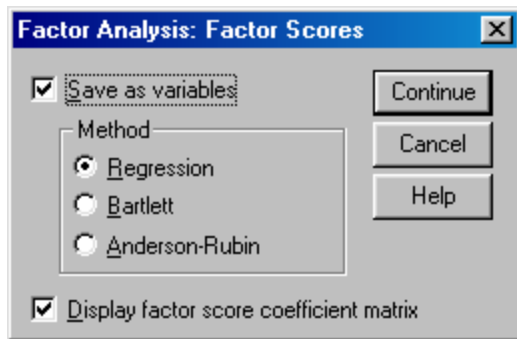 Factor Analysis: Factor Scores
Save as variables
Continue
Method
Cancel
Regression
Help
Bartlett
Anderson-Rubin
Display factor score coefficient matrix